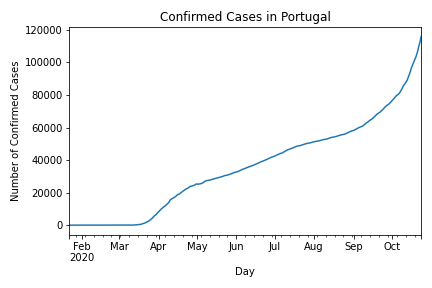 Confirmed Cases in Portugal
120000
100000
80000
60000
40000
20000
0
Number of Confirmed Cases
Feb Mar Apr May Jun Jul Aug Sep Oct
2020
Day